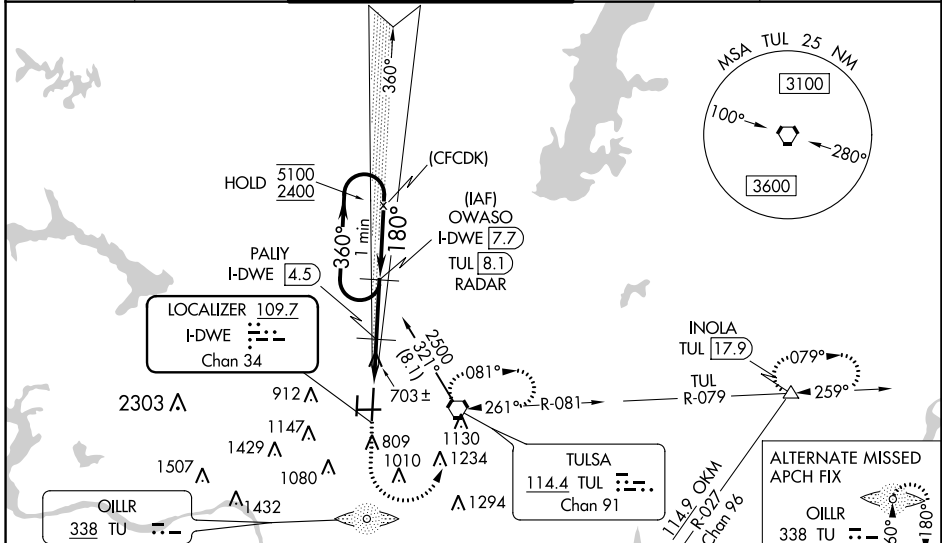 MSA TUL 25 NM
3100
100°
280°
3600
360°
HOLD
5100
2400
(CFCDK)
360°
1 min
180°
(IAF)
OWASO
I-DWE 7.7
TUL 8.1
RADAR
PALIY
I-DWE 4.5
LOCALIZER 109.7
I-DWE
Chan 34
2500
321°
(8.1)
081°
261°
R-081
TUL
R-079
INOLA
TUL 17.9
079°
259°
703±
912
2303
1147
1429
1080
1507
1432
809
1010
1130
1234
1294
TULSA
114.4 TUL
Chan 91
114.9 OKM
R-027
Chan 96
OILLR
338 TU
ALTERNATE MISSED
APCH FIX
OILLR
338 TU
180°